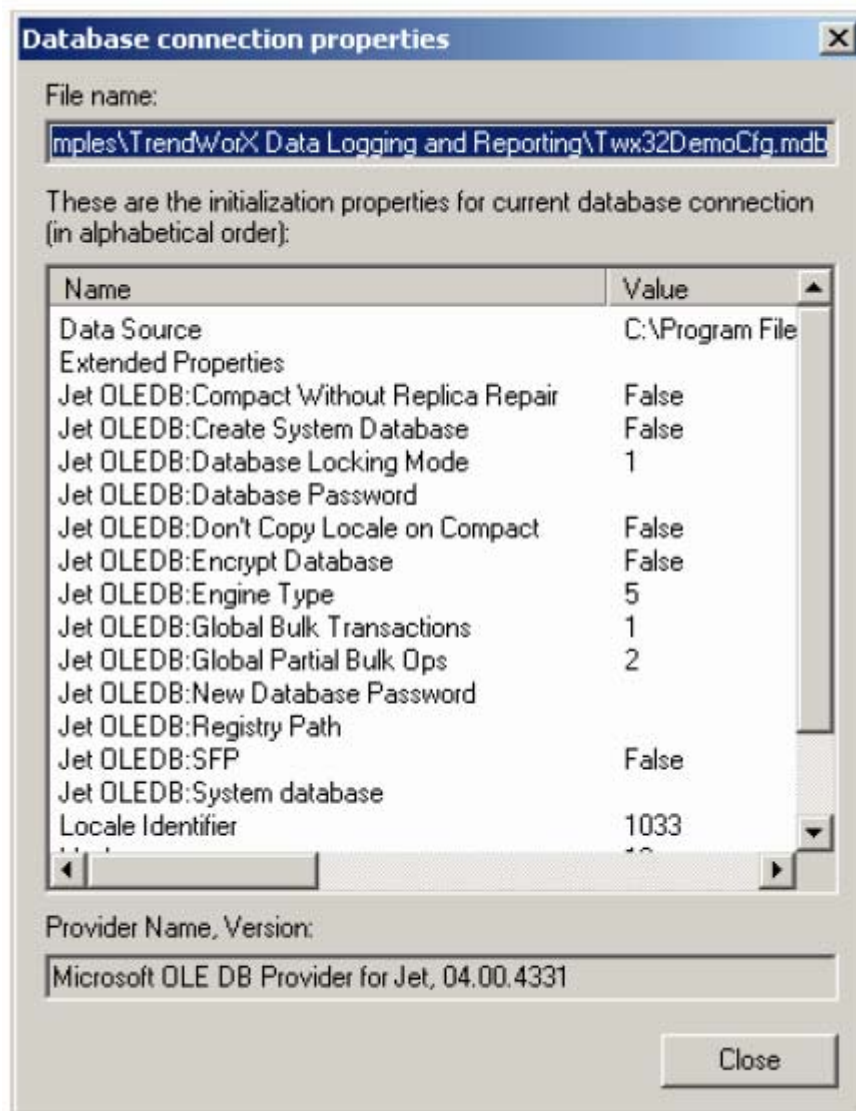 Database connection properties
File name:
mples\TrendWorX Data Logging and Reporting\Twx32DemoCfg.mdb
These are the initialization properties for current database connection
(in alphabetical order):
Name Value
Data Source C:\Program File
Extended Properties
Jet OLEDB:Compact Without Replica Repair False
Jet OLEDB:Create System Database False
Jet OLEDB:Database Locking Mode 1
Jet OLEDB:Database Password
Jet OLEDB:Don't Copy Locale on Compact False
Jet OLEDB:Encrypt Database False
Jet OLEDB:Engine Type 5
Jet OLEDB:Global Bulk Transactions 1
Jet OLEDB:Global Partial Bulk Ops 2
Jet OLEDB:New Database Password
Jet OLEDB:Registry Path
Jet OLEDB:SFP False
Jet OLEDB:System database
Locale Identifier 1033
Provider Name, Version:
Microsoft OLE DB Provider for Jet, 04.00.4331
Close